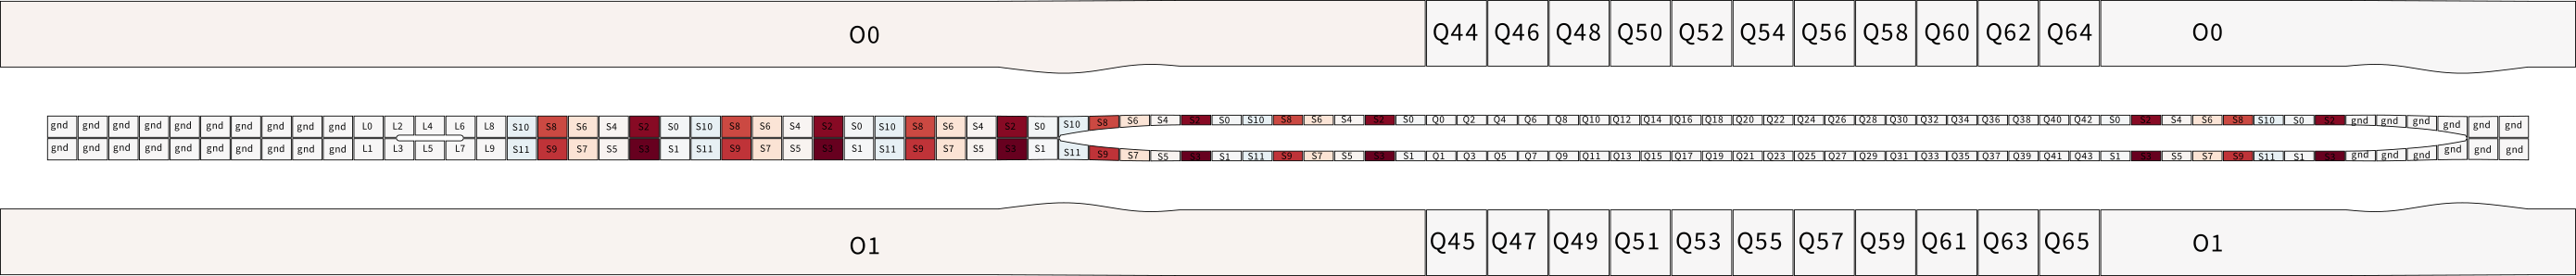 O0 Q44 Q46 Q48 Q50 Q52 Q54 Q56 Q58 Q60 Q62 Q64 O0
gnd gnd gnd gnd gnd gnd gnd gnd gnd gnd L0 L2 L4 L6 L8 S10 S8 S6 S4 S2 S0 S10 S8 S6 S4 S2 S0 S10 S8 S6 S4 S2 S0 S10 S8 S6 S4 S2 S0 S10 S8 S6 S4 S2 S0 Q0 Q2 Q4 Q6 Q8 Q10 Q12 Q14 Q16 Q18 Q20 Q22 Q24 Q26 Q28 Q30 Q32 Q34 Q36 Q38 Q40 Q42 S0 S2 S4 S6 S8 S10 S0 S2 gnd gnd gnd gnd gnd gnd
gnd gnd gnd gnd gnd gnd gnd gnd gnd gnd L1 L3 L5 L7 L9 S11 S9 S7 S5 S3 S1 S11 S9 S7 S5 S3 S1 S11 S9 S7 S5 S3 S1 S11 S9 S7 S5 S3 S1 S11 S9 S7 S5 S3 S1 Q1 Q3 Q5 Q7 Q9 Q11 Q13 Q15 Q17 Q19 Q21 Q23 Q25 Q27 Q29 Q31 Q33 Q35 Q37 Q39 Q41 Q43 S1 S3 S5 S7 S9 S11 S1 S3 gnd gnd gnd gnd gnd gnd
O1 Q45 Q47 Q49 Q51 Q53 Q55 Q57 Q59 Q61 Q63 Q65 O1